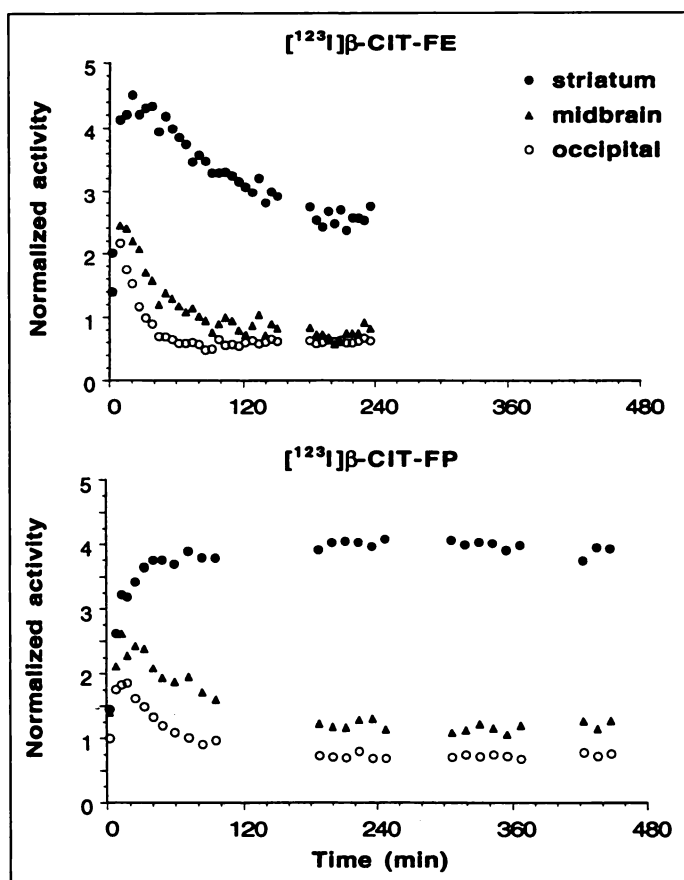 [¹²³I]β-CIT-FE
5
4
3
2
1
0
Normalized activity
striatum
midbrain
occipital
0 120 240 360 480
[¹²³I]β-CIT-FP
5
4
3
2
1
0
Normalized activity
0 120 240 360 480
Time (min)